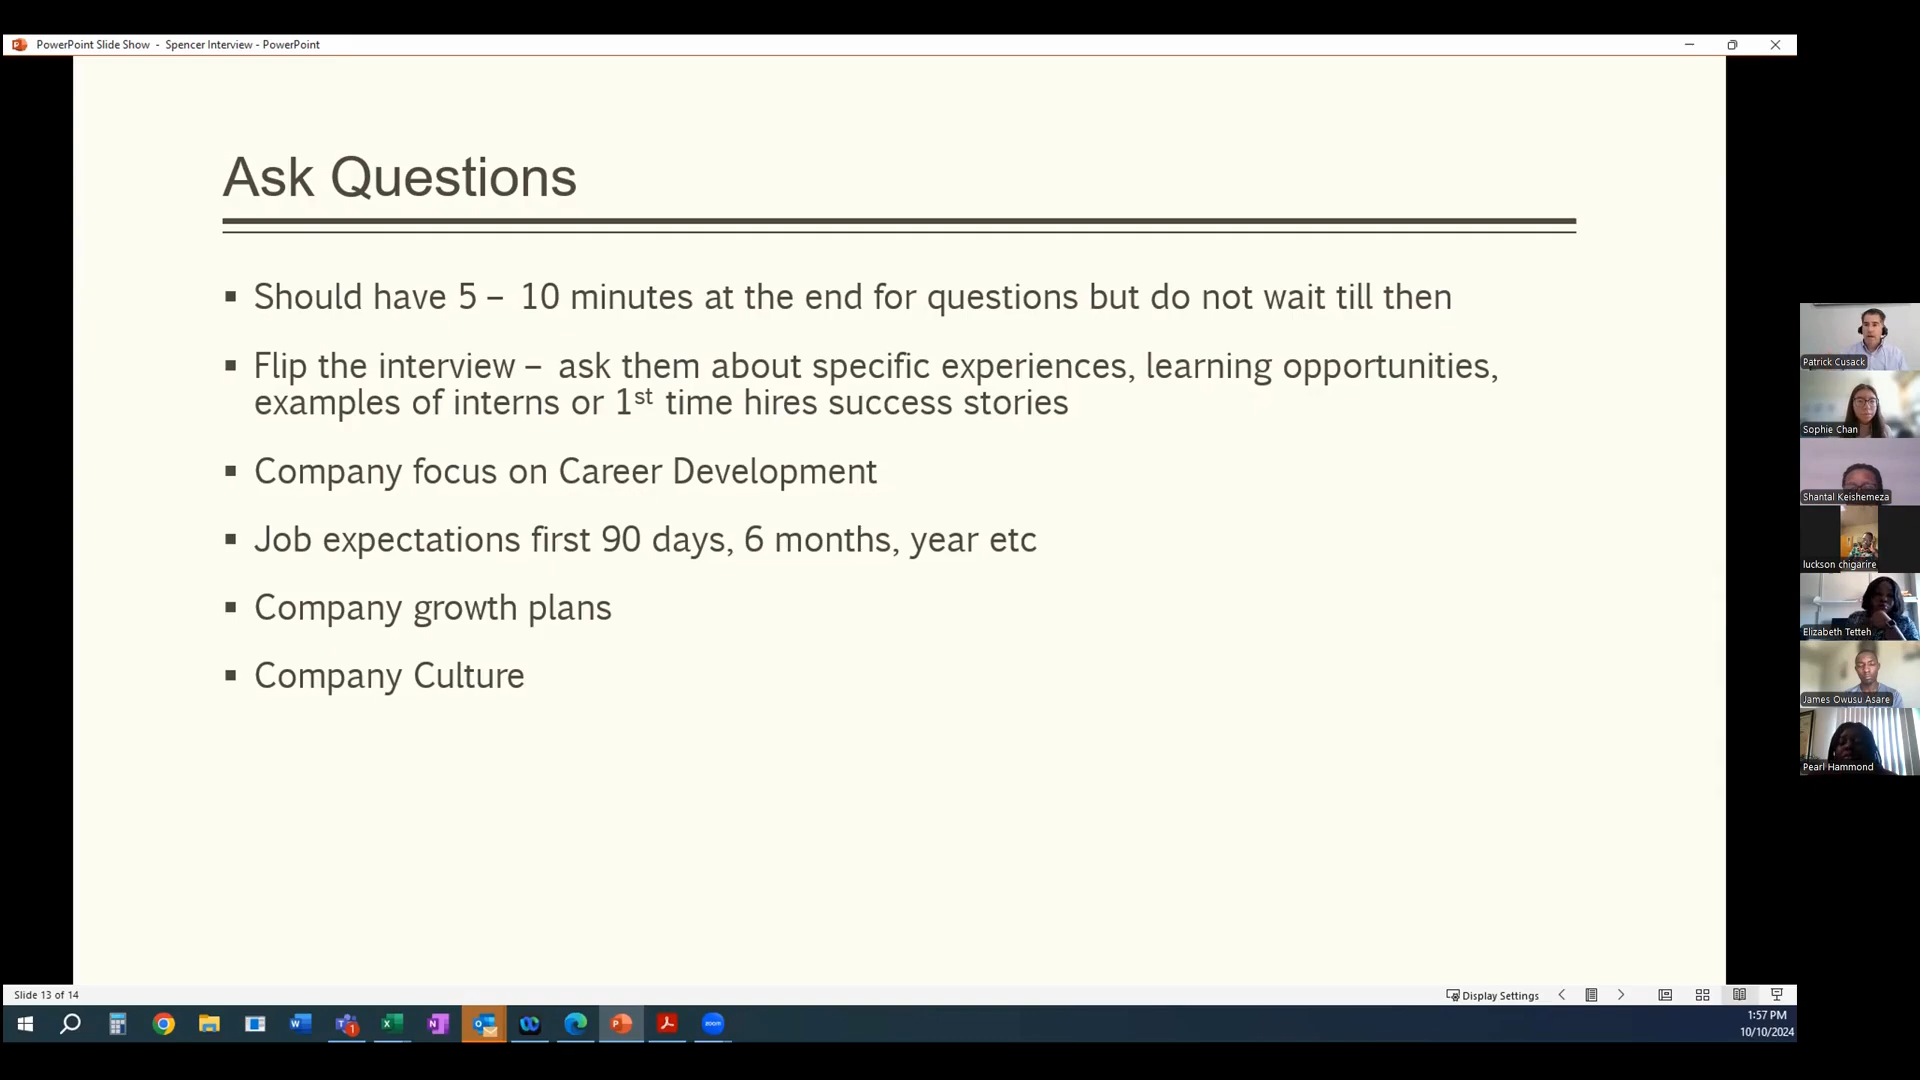 PowerPoint Slide Show - Spencer Interview - PowerPoint
Ask Questions
▪ Should have 5 – 10 minutes at the end for questions but do not wait till then
▪ Flip the interview – ask them about specific experiences, learning opportunities,
examples of interns or 1st time hires success stories
▪ Company focus on Career Development
▪ Job expectations first 90 days, 6 months, year etc
▪ Company growth plans
▪ Company Culture
Patrick Cusack
Sophie Chan
Shantal Keishemeza
luckson chigarire
Elizabeth Tetteh
James Owusu Asare
Pearl Hammond
Slide 13 of 14
Display Settings
1:57 PM
10/10/2024
zoom